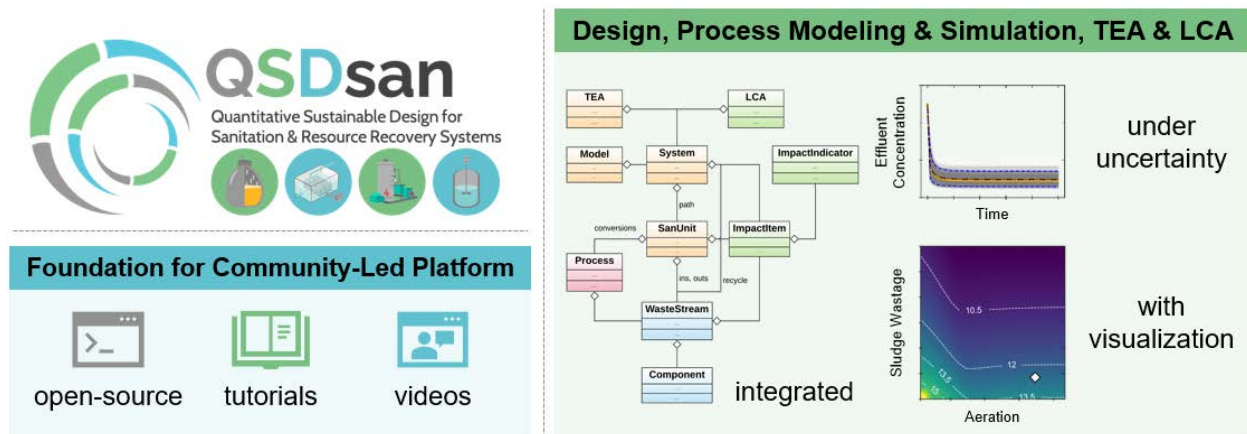 QSDsan
Quantitative Sustainable Design for
Sanitation & Resource Recovery Systems
Foundation for Community-Led Platform
open-source
tutorials
videos
Design, Process Modeling & Simulation, TEA & LCA
TEA
LCA
Model
System
ImpactIndicator
path
conversions
SanUnit
ImpactItem
Process
ins, outs
recycle
WasteStream
Component
integrated
Effluent
Concentration
Time
under
uncertainty
Sludge Wastage
10.5
12
13.5
15
13.5
Aeration
with
visualization